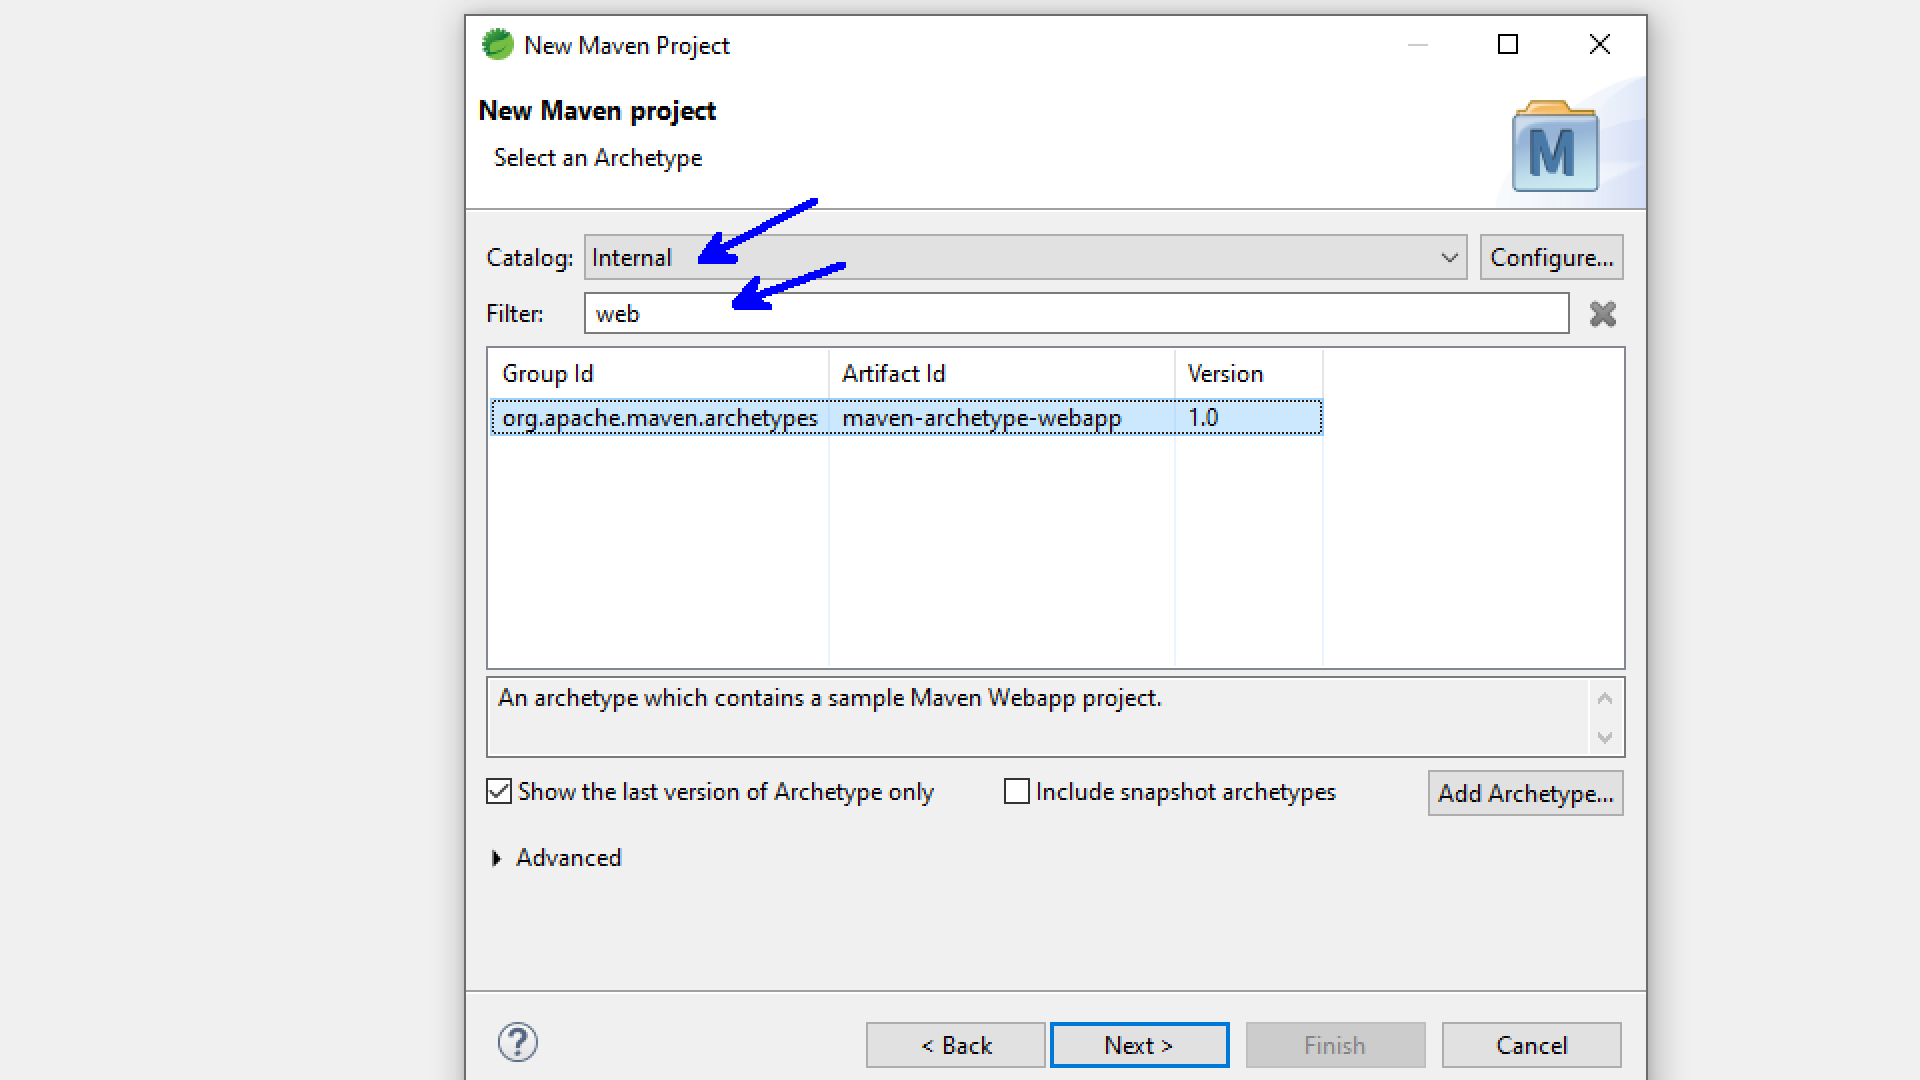 New Maven Project
New Maven project
Select an Archetype
M
Catalog: Internal Configure...
Filter: web
Group Id Artifact Id Version
org.apache.maven.archetypes maven-archetype-webapp 1.0
An archetype which contains a sample Maven Webapp project.
Show the last version of Archetype only Include snapshot archetypes Add Archetype...
Advanced
? < Back Next > Finish Cancel